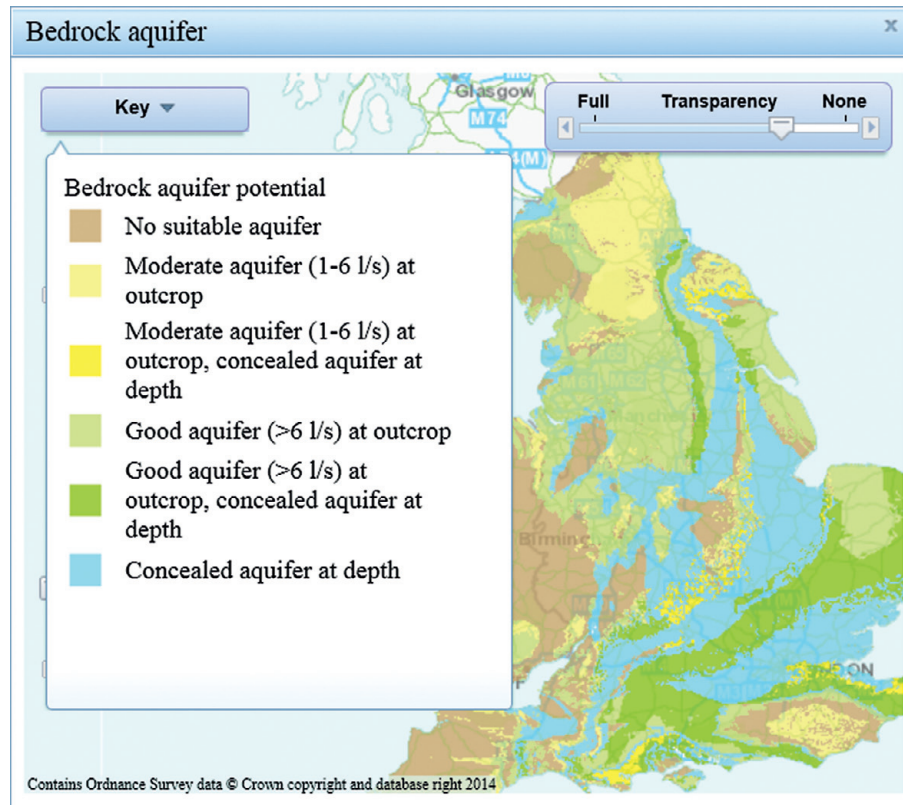 Bedrock aquifer
x
Key
Full Transparency None
Glasgow
M 74
Bedrock aquifer potential
No suitable aquifer
Moderate aquifer (1-6 l/s) at
outcrop
Moderate aquifer (1-6 l/s) at
outcrop, concealed aquifer at
depth
Good aquifer (>6 l/s) at outcrop
Good aquifer (>6 l/s) at
outcrop, concealed aquifer at
depth
Concealed aquifer at depth
M 61
M 62
Contains Ordnance Survey data © Crown copyright and database right 2014